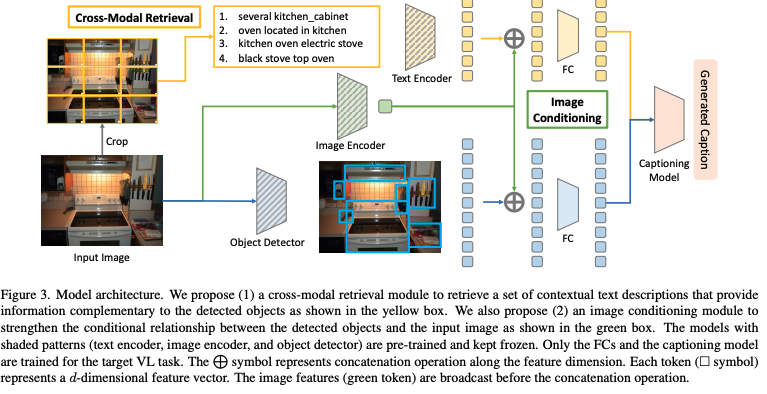 Cross-Modal Retrieval
1. several kitchen_cabinet
2. oven located in kitchen
3. kitchen oven electric stove
4. black stove top oven
Text Encoder
FC
Crop
Image Encoder
Image
Conditioning
Generated Caption
Captioning
Model
Input Image
Object Detector
FC
Figure 3. Model architecture. We propose (1) a cross-modal retrieval module to retrieve a set of contextual text descriptions that provide
information complementary to the detected objects as shown in the yellow box. We also propose (2) an image conditioning module to
strengthen the conditional relationship between the detected objects and the input image as shown in the green box. The models with
shaded patterns (text encoder, image encoder, and object detector) are pre-trained and kept frozen. Only the FCs and the captioning model
are trained for the target VL task. The ⊕ symbol represents concatenation operation along the feature dimension. Each token (□ symbol)
represents a d-dimensional feature vector. The image features (green token) are broadcast before the concatenation operation.